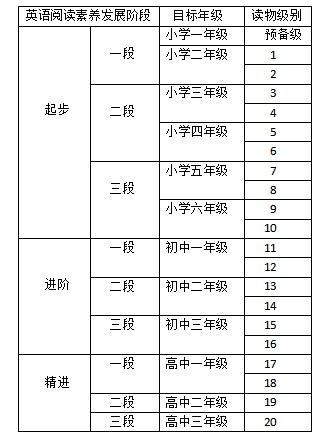 英语阅读素养发展阶段 目标年级 读物级别
起步 一段 小学一年级 预备级
小学二年级 1
2
二段 小学三年级 3
4
小学四年级 5
6
三段 小学五年级 7
8
小学六年级 9
10
进阶 一段 初中一年级 11
12
二段 初中二年级 13
14
三段 初中三年级 15
16
精进 一段 高中一年级 17
18
二段 高中二年级 19
三段 高中三年级 20